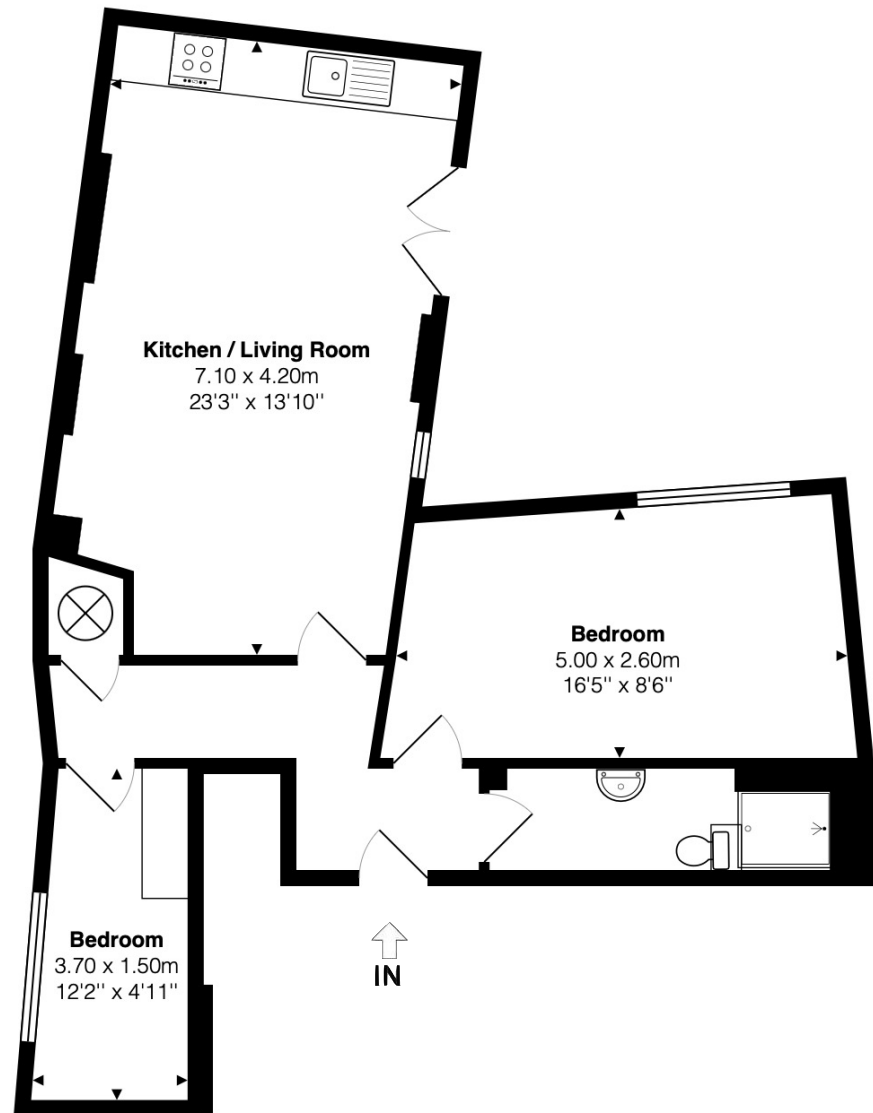 Kitchen / Living Room
7.10 x 4.20m
23'3'' x 13'10''
Bedroom
5.00 x 2.60m
16'5'' x 8'6''
Bedroom
3.70 x 1.50m
12'2'' x 4'11''
IN